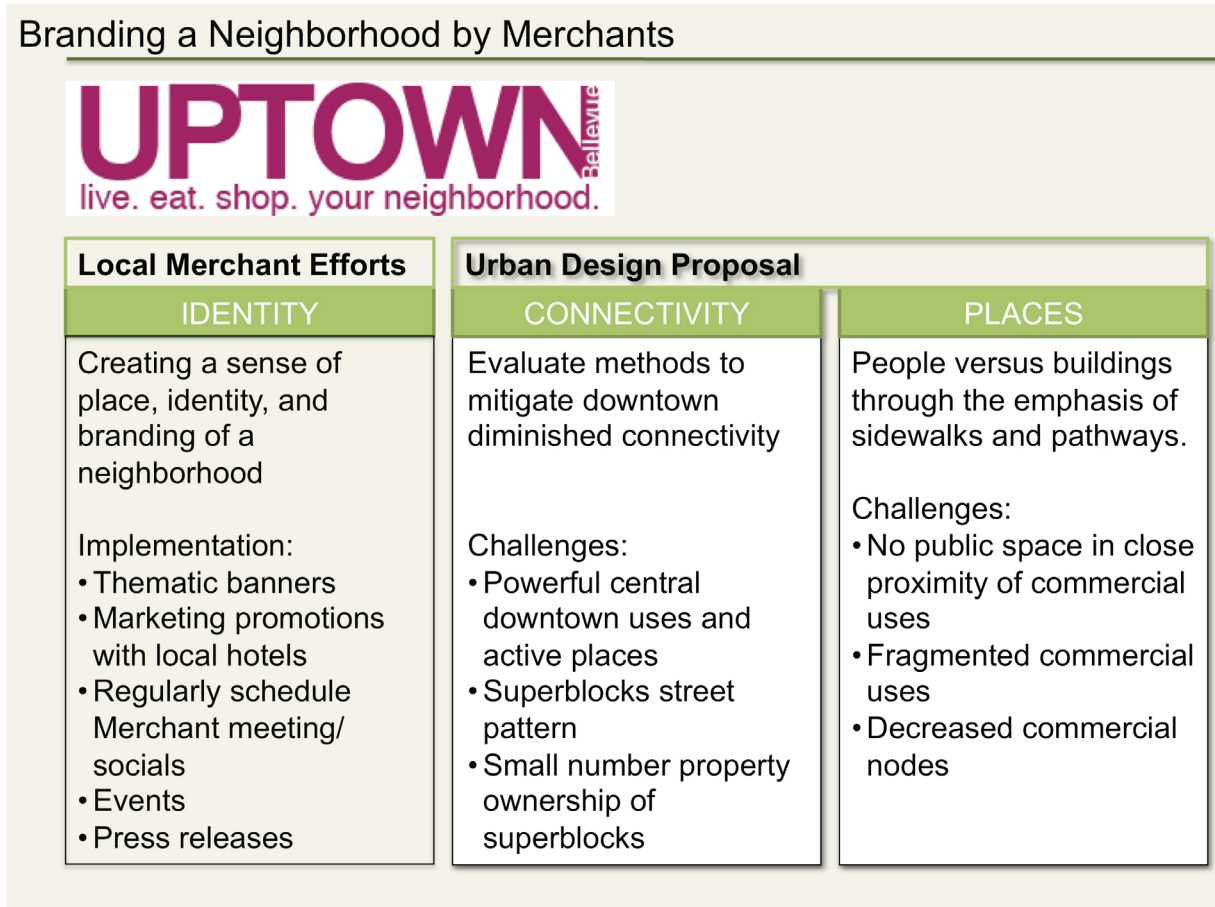 Branding a Neighborhood by Merchants
UPTOWN
Bellevue
live. eat. shop. your neighborhood.
Local Merchant Efforts
IDENTITY
Creating a sense of
place, identity, and
branding of a
neighborhood
Implementation:
• Thematic banners
• Marketing promotions
with local hotels
• Regularly schedule
Merchant meeting/
socials
• Events
• Press releases
Urban Design Proposal
CONNECTIVITY
Evaluate methods to
mitigate downtown
diminished connectivity
Challenges:
• Powerful central
downtown uses and
active places
• Superblocks street
pattern
• Small number property
ownership of
superblocks
PLACES
People versus buildings
through the emphasis of
sidewalks and pathways.
Challenges:
• No public space in close
proximity of commercial
uses
• Fragmented commercial
uses
• Decreased commercial
nodes